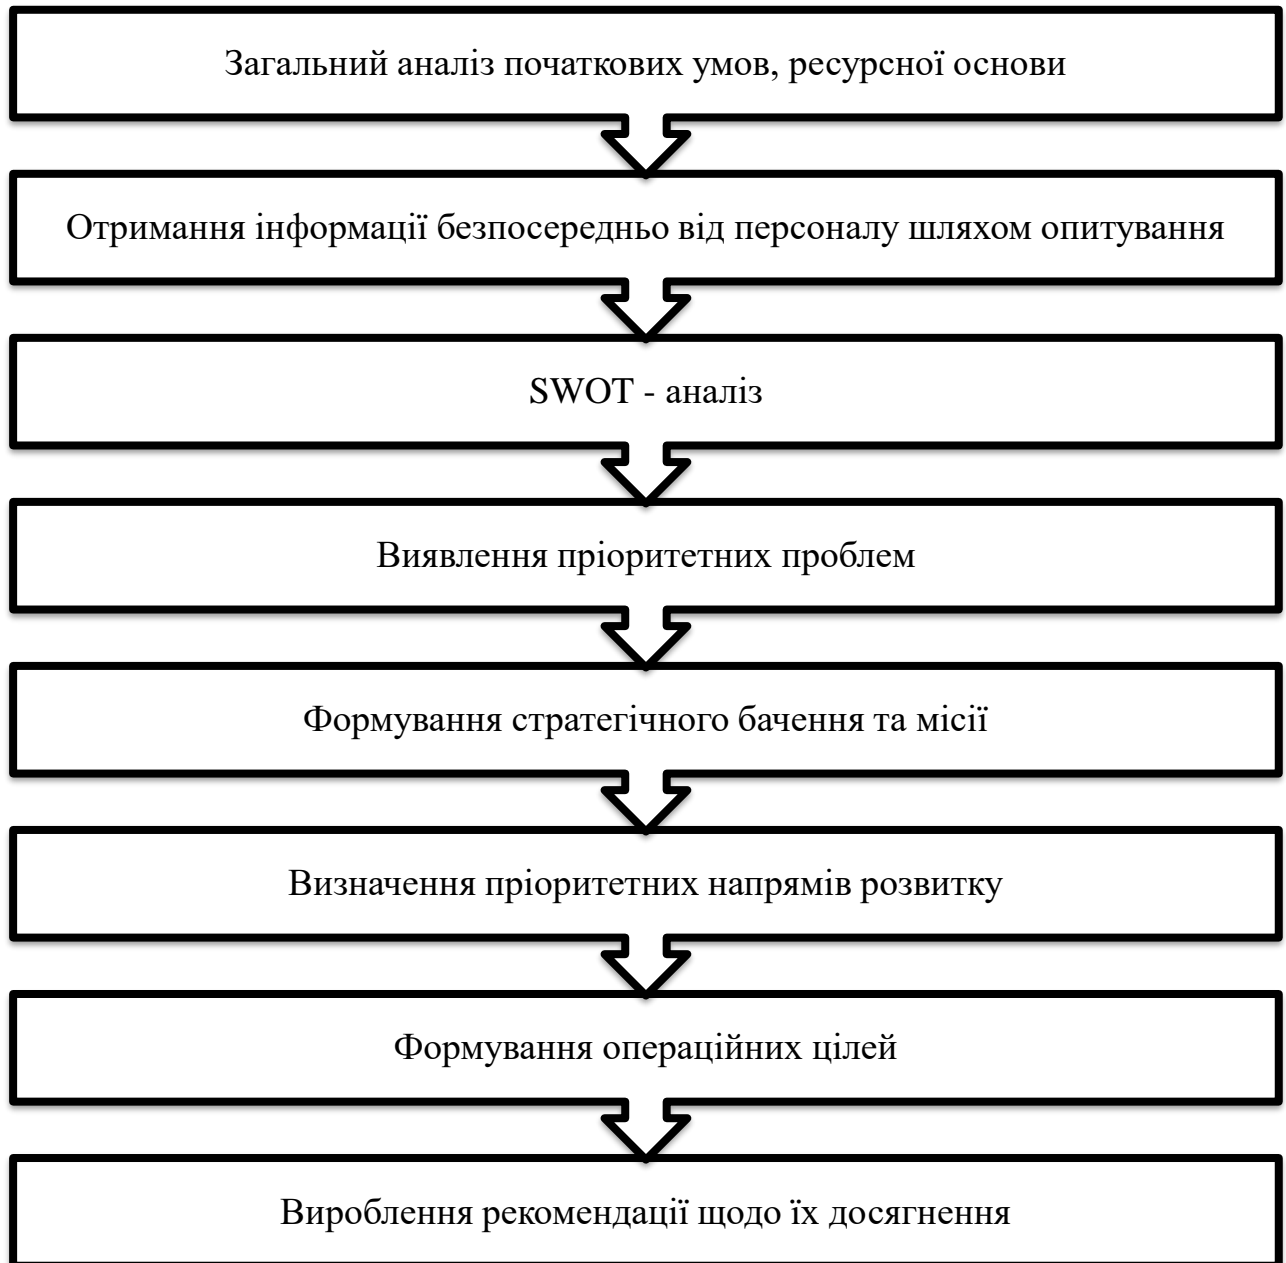 Загальний аналіз початкових умов, ресурсної основи
Отримання інформації безпосередньо від персоналу шляхом опитування
SWOT - аналіз
Виявлення пріоритетних проблем
Формування стратегічного бачення та місії
Визначення пріоритетних напрямів розвитку
Формування операційних цілей
Вироблення рекомендації щодо їх досягнення